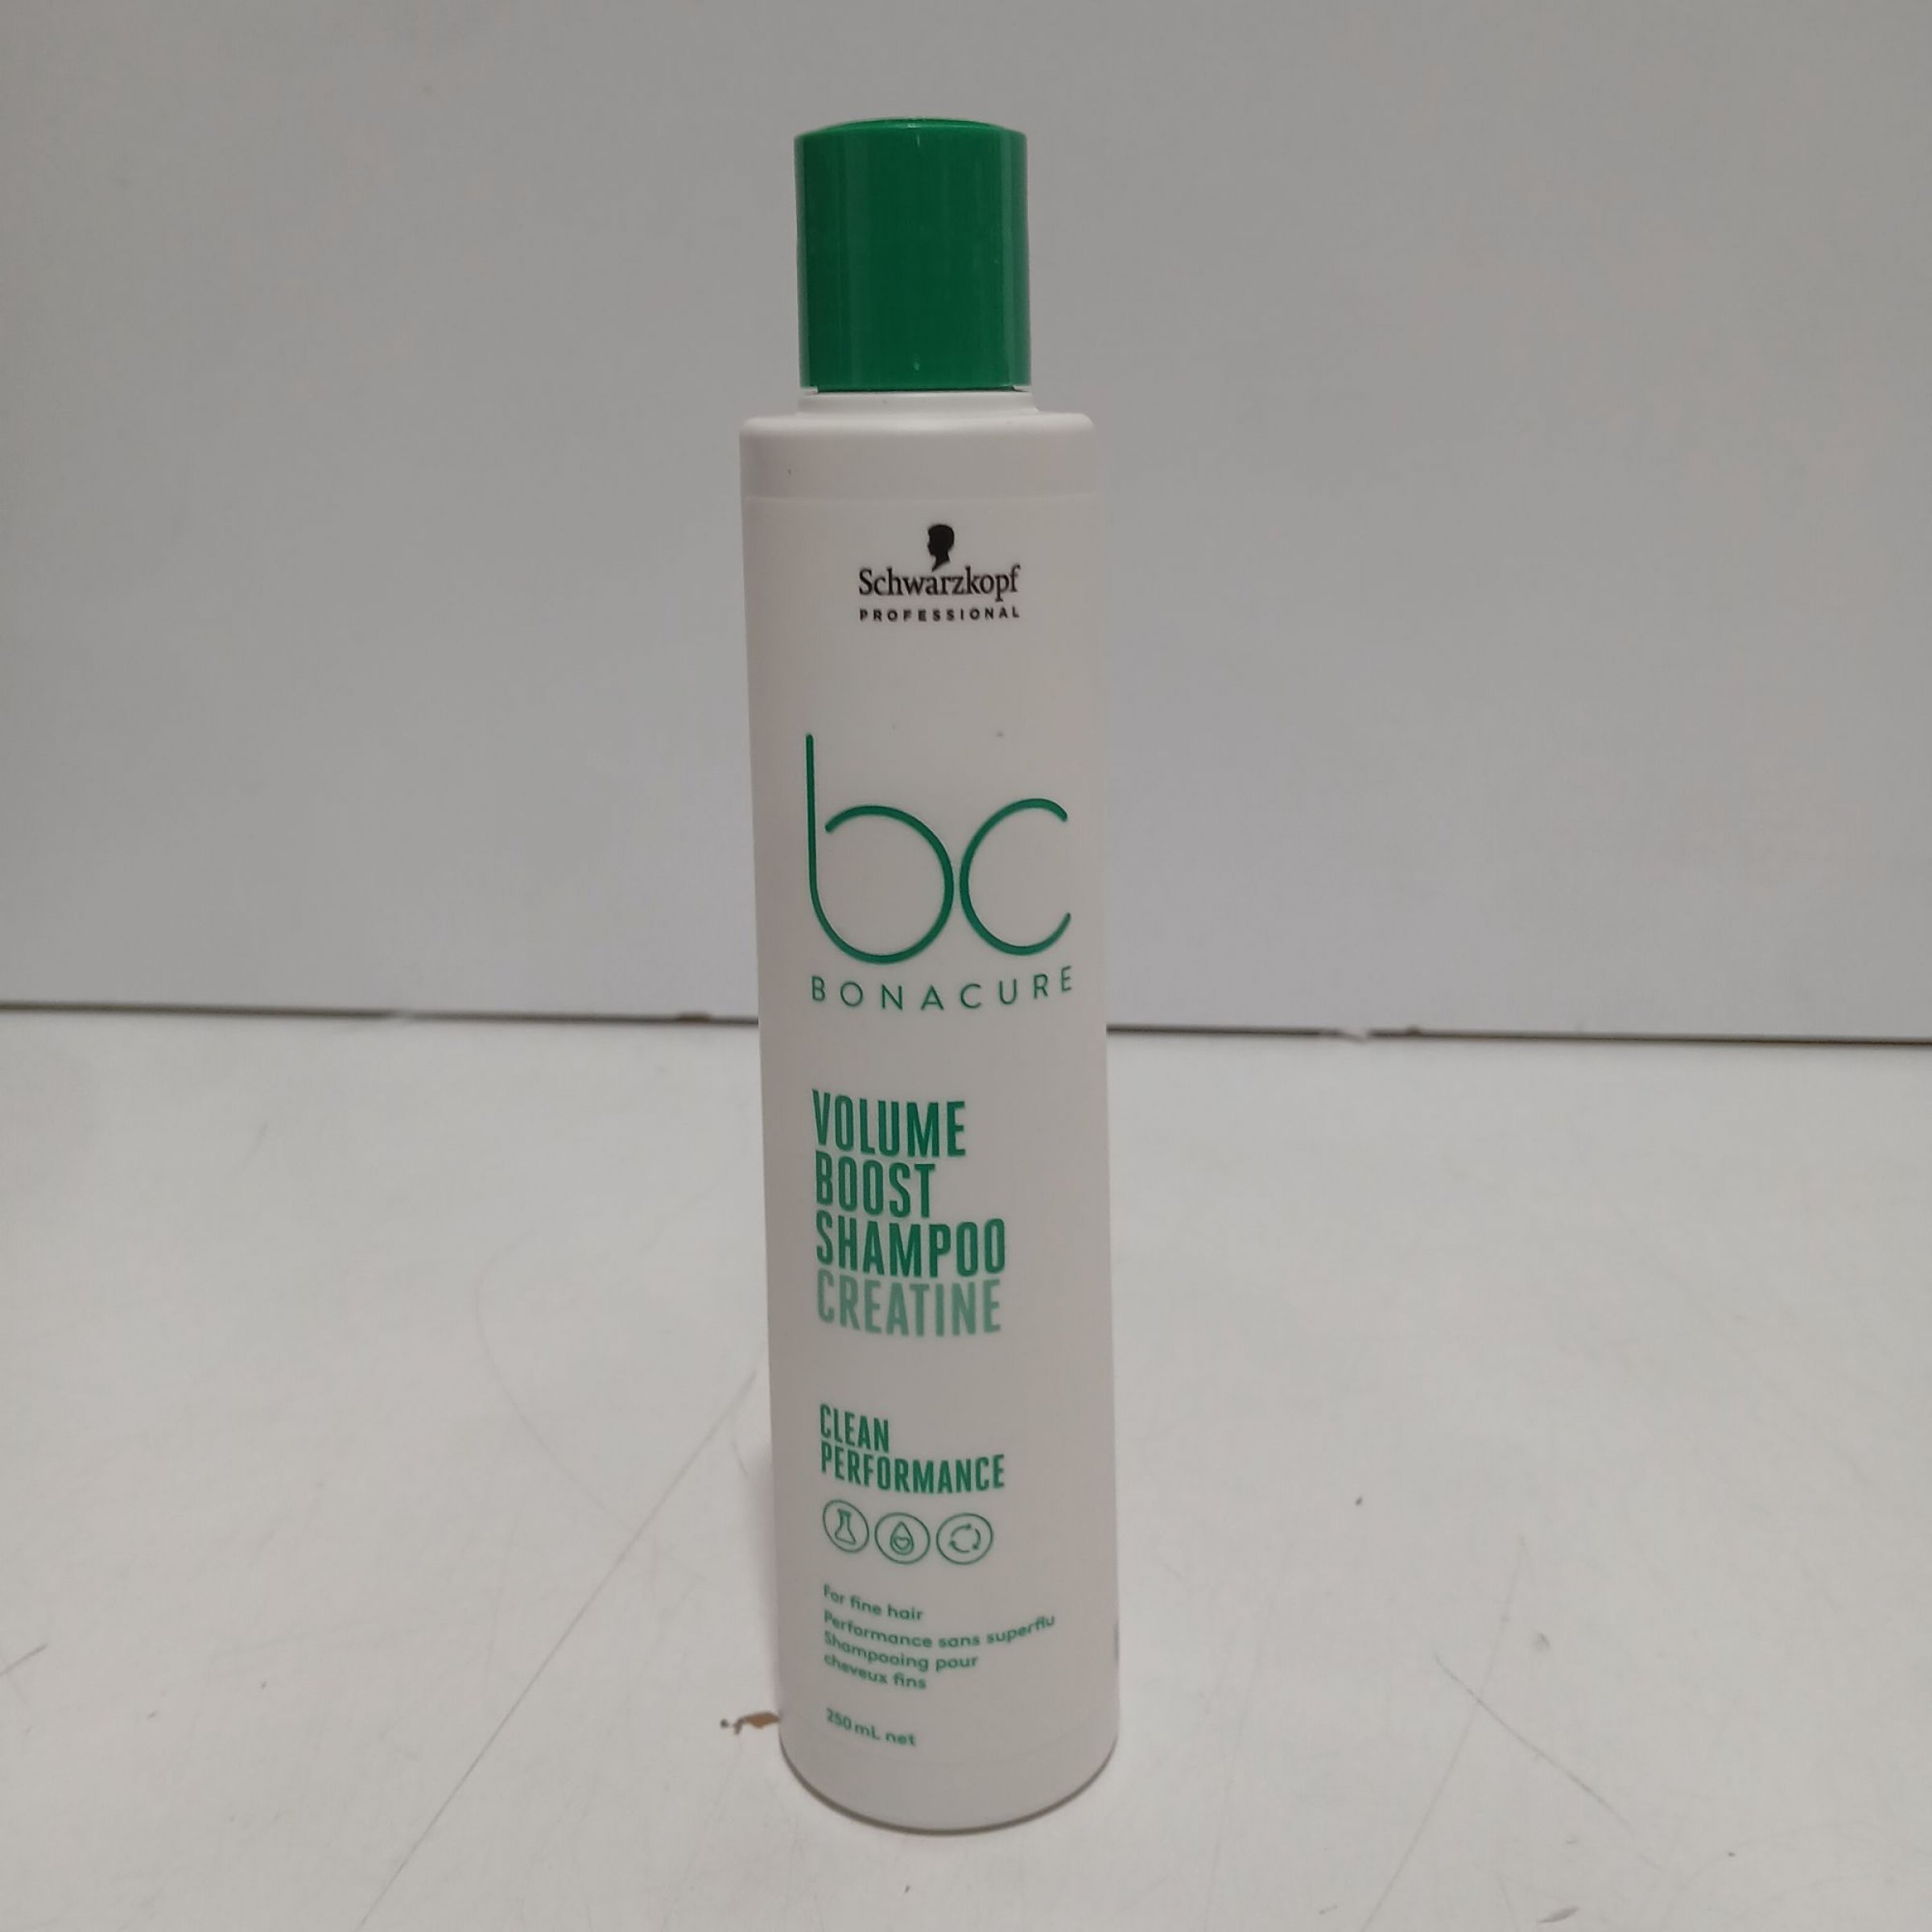 Schwarzkopf
PROFESSIONAL
bc
BONACURE
VOLUME
BOOST
SHAMPOO
CREATINE
CLEAN
PERFORMANCE
For fine hair
Performance sans superflu
Shampooing pour
cheveux fins
250 mL net